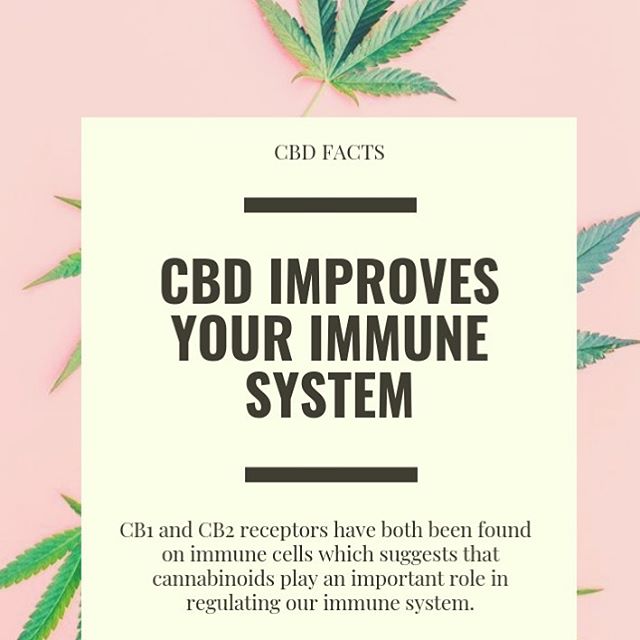 CBD FACTS
CBD IMPROVES
YOUR IMMUNE
SYSTEM
CB1 and CB2 receptors have both been found
on immune cells which suggests that
cannabinoids play an important role in
regulating our immune system.